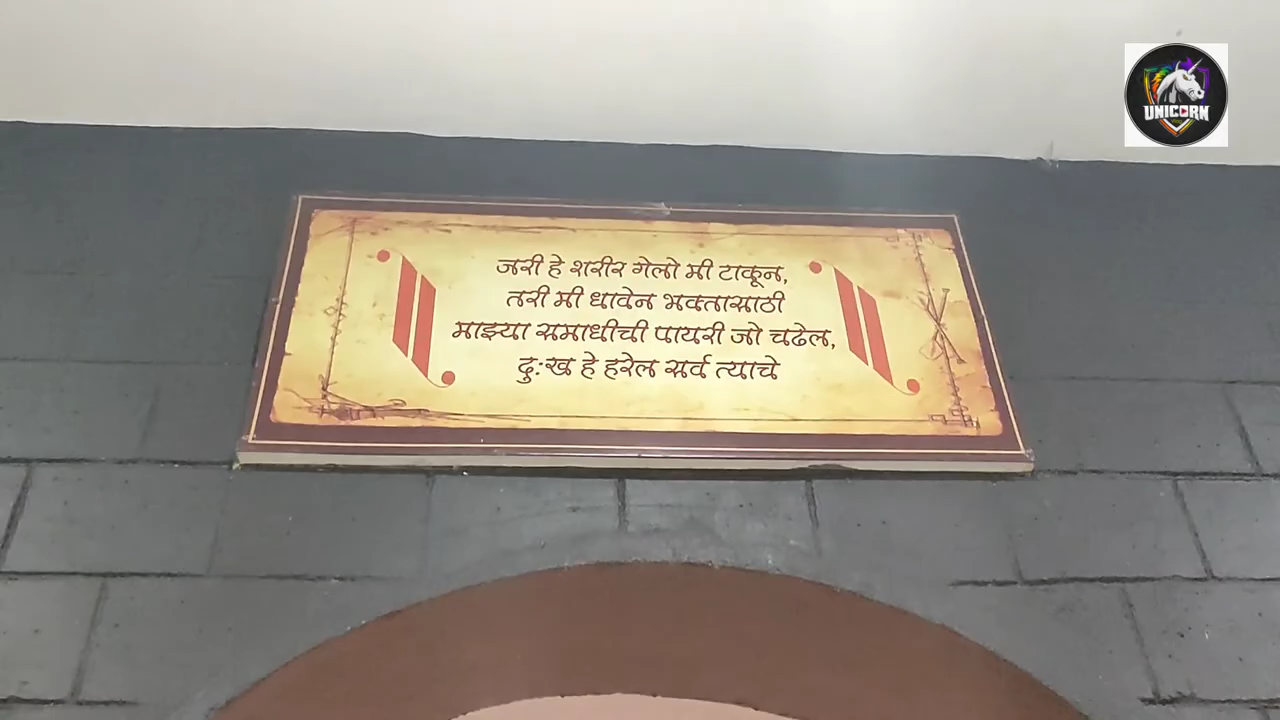 UNICORN
जरी हे शरीर गेलो मी टाकून,
तरी मी धावेन भक्तासाठी
माझ्या समाधीची पायरी जो चढेल,
दुःख हे हरेल सर्व त्याचे